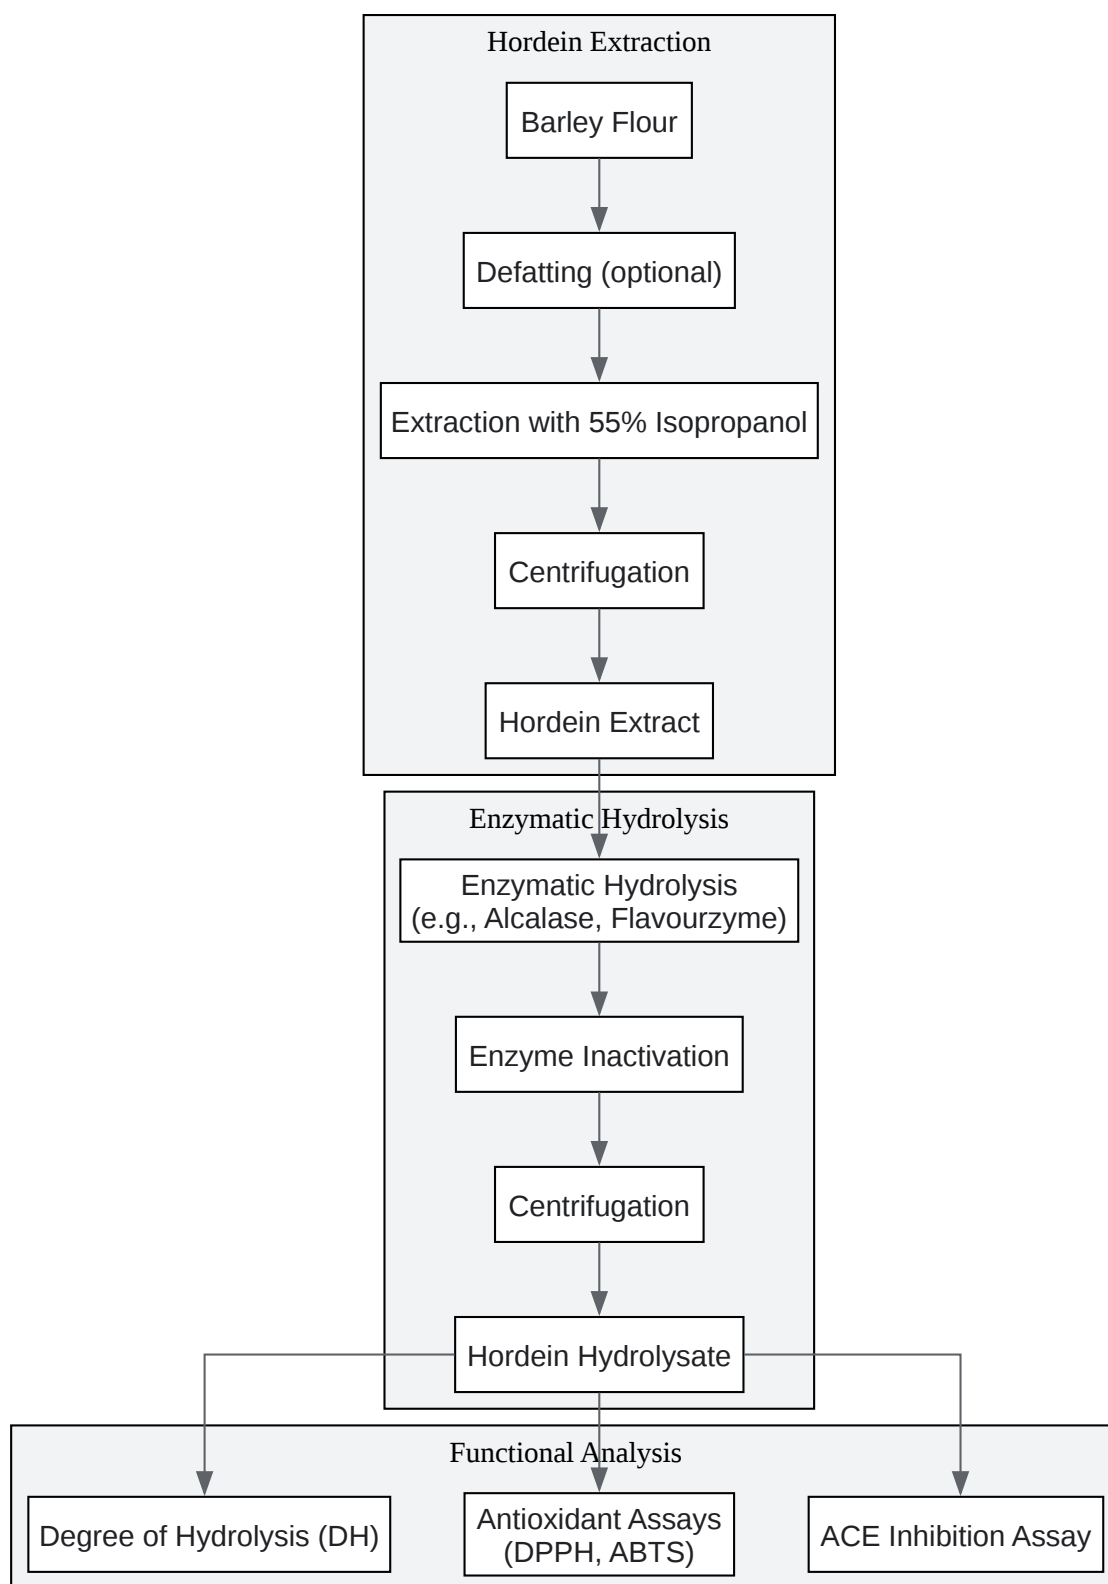 Hordein Extraction
Barley Flour
Defatting (optional)
Extraction with 55% Isopropanol
Centrifugation
Hordein Extract
Enzymatic Hydrolysis
Enzymatic Hydrolysis
(e.g., Alcalase, Flavourzyme)
Enzyme Inactivation
Centrifugation
Hordein Hydrolysate
Functional Analysis
Degree of Hydrolysis (DH)
Antioxidant Assays
(DPPH, ABTS)
ACE Inhibition Assay